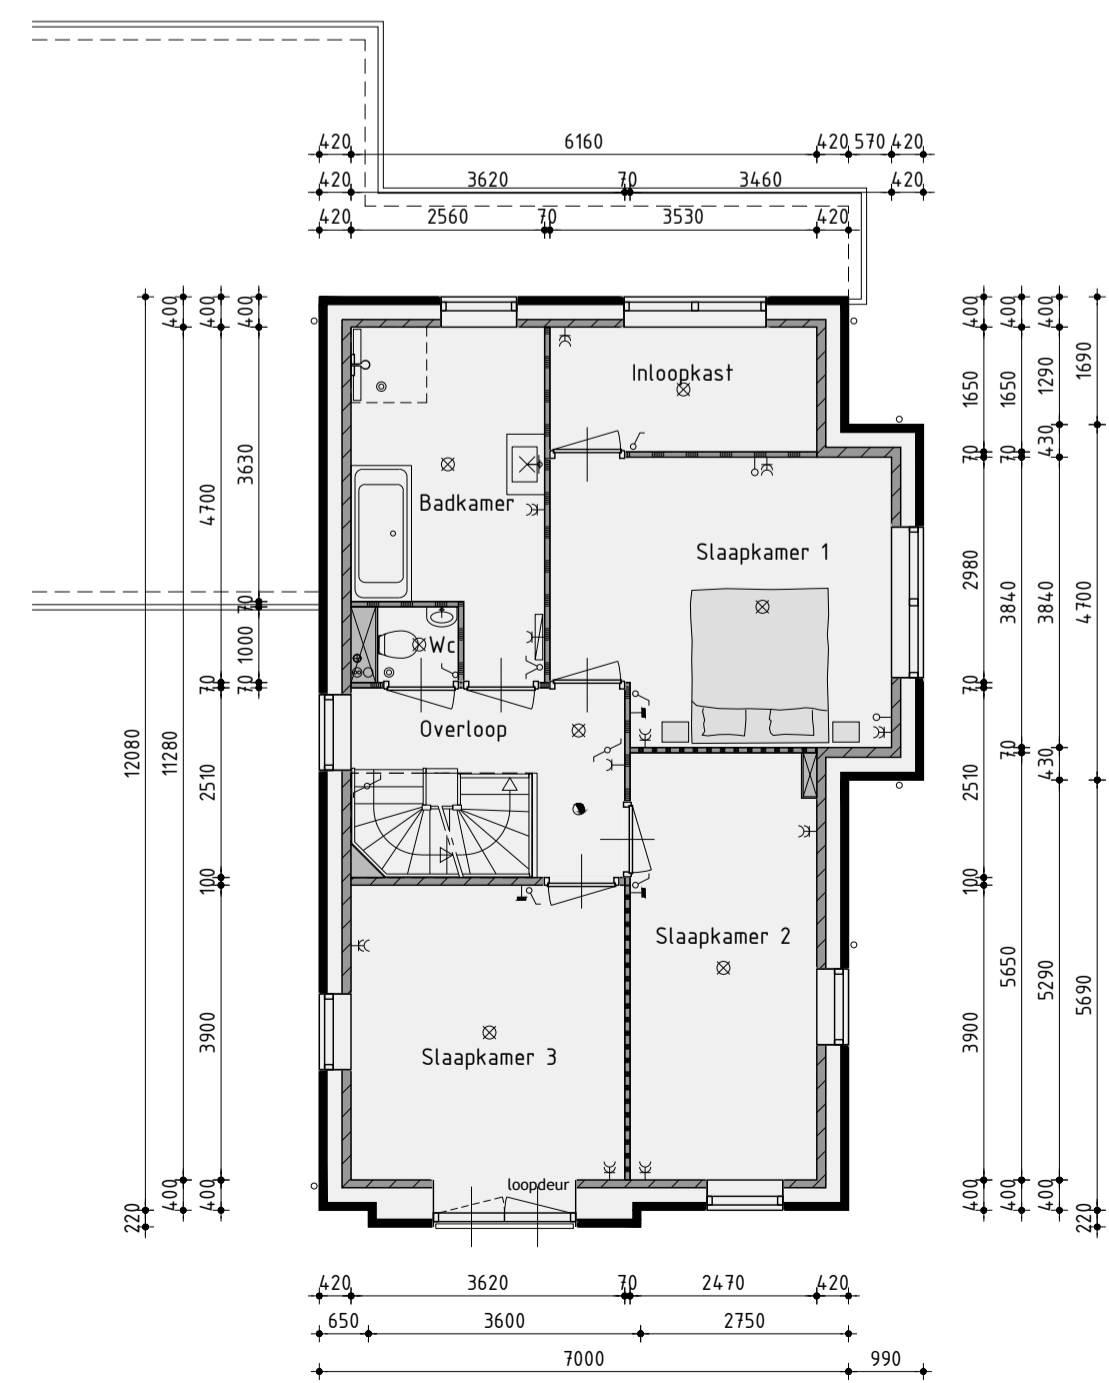 420 6160 420 570 420
420 3620 70 3460 420
420 2560 70 3530 420
400 400 400 400 400 400
Inloopkast
1650 1650 1290 1690
70 70 430
3630
4700
Badkamer
Slaapkamer 1
2980 3840 3840 4700
70
1000
Wc
70 70 70
Overloop
12080 11280 2510
70 430
2510
100 100
Slaapkamer 2
5650 5290 5690
3900 3900
Slaapkamer 3
loopdeur
400 400 400 400 400
220 220
420 3620 70 2470 420
650 3600 2750
7000 990